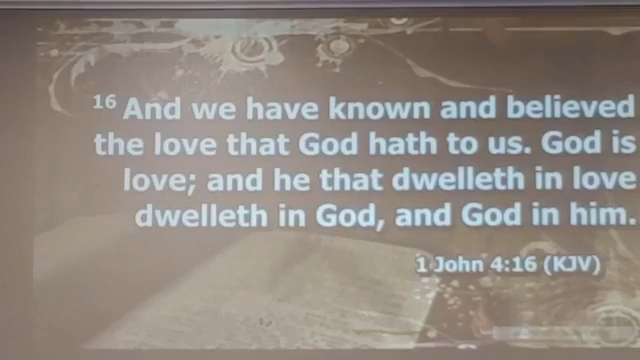 16 And we have known and believed
the love that God hath to us. God is
love; and he that dwelleth in love
dwelleth in God, and God in him.
1 John 4:16 (KJV)